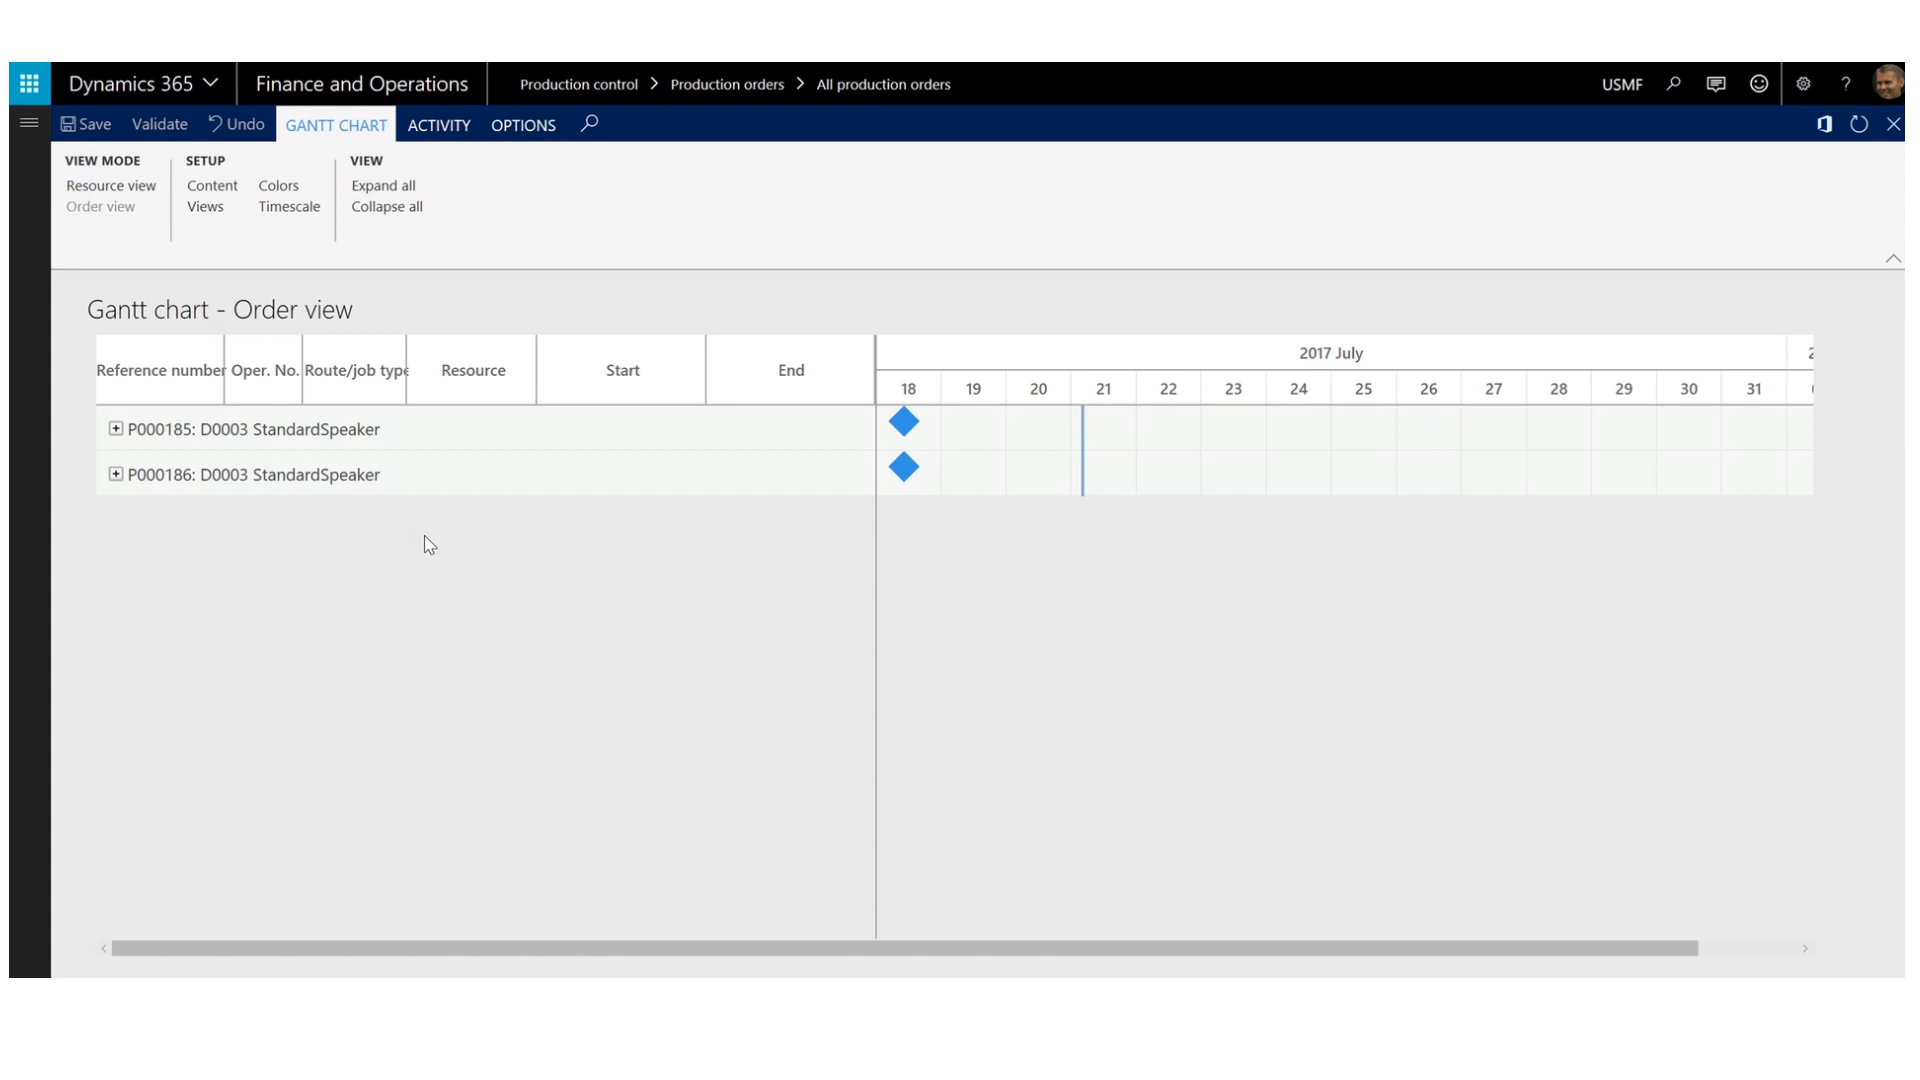 Dynamics 365 Finance and Operations Production control > Production orders > All production orders USMF ?
Save Validate Undo GANTT CHART ACTIVITY OPTIONS
VIEW MODE SETUP VIEW
Resource view Content Colors Expand all
Order view Views Timescale Collapse all
Gantt chart - Order view
2017 July
Reference number Oper. No. Route/job type Resource Start End
18 19 20 21 22 23 24 25 26 27 28 29 30 31
P000185: D0003 StandardSpeaker
P000186: D0003 StandardSpeaker